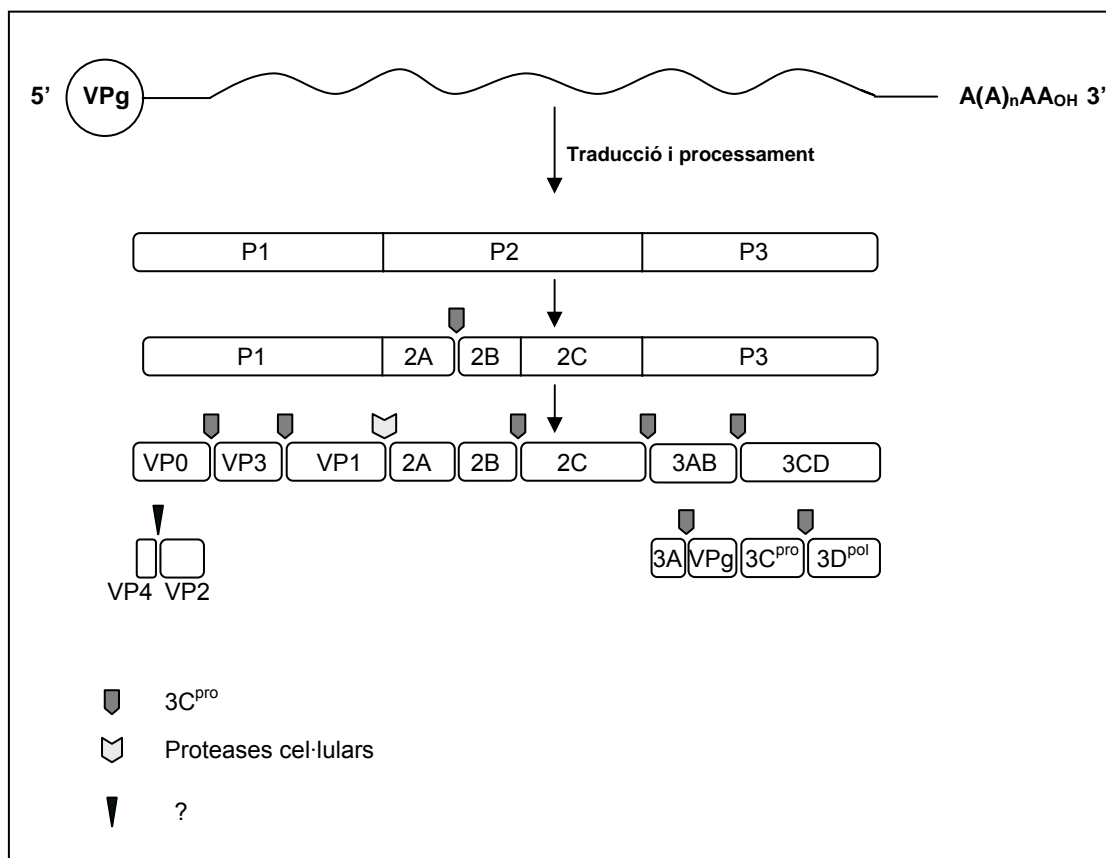 5’ VPg A(A)nAAOH 3’
Traducció i processament
P1 P2 P3
P1 2A 2B 2C P3
VP0 VP3 VP1 2A 2B 2C 3AB 3CD
3A VPg 3Cpro 3Dpol
VP4 VP2
3Cpro
Proteases cel·lulars
?